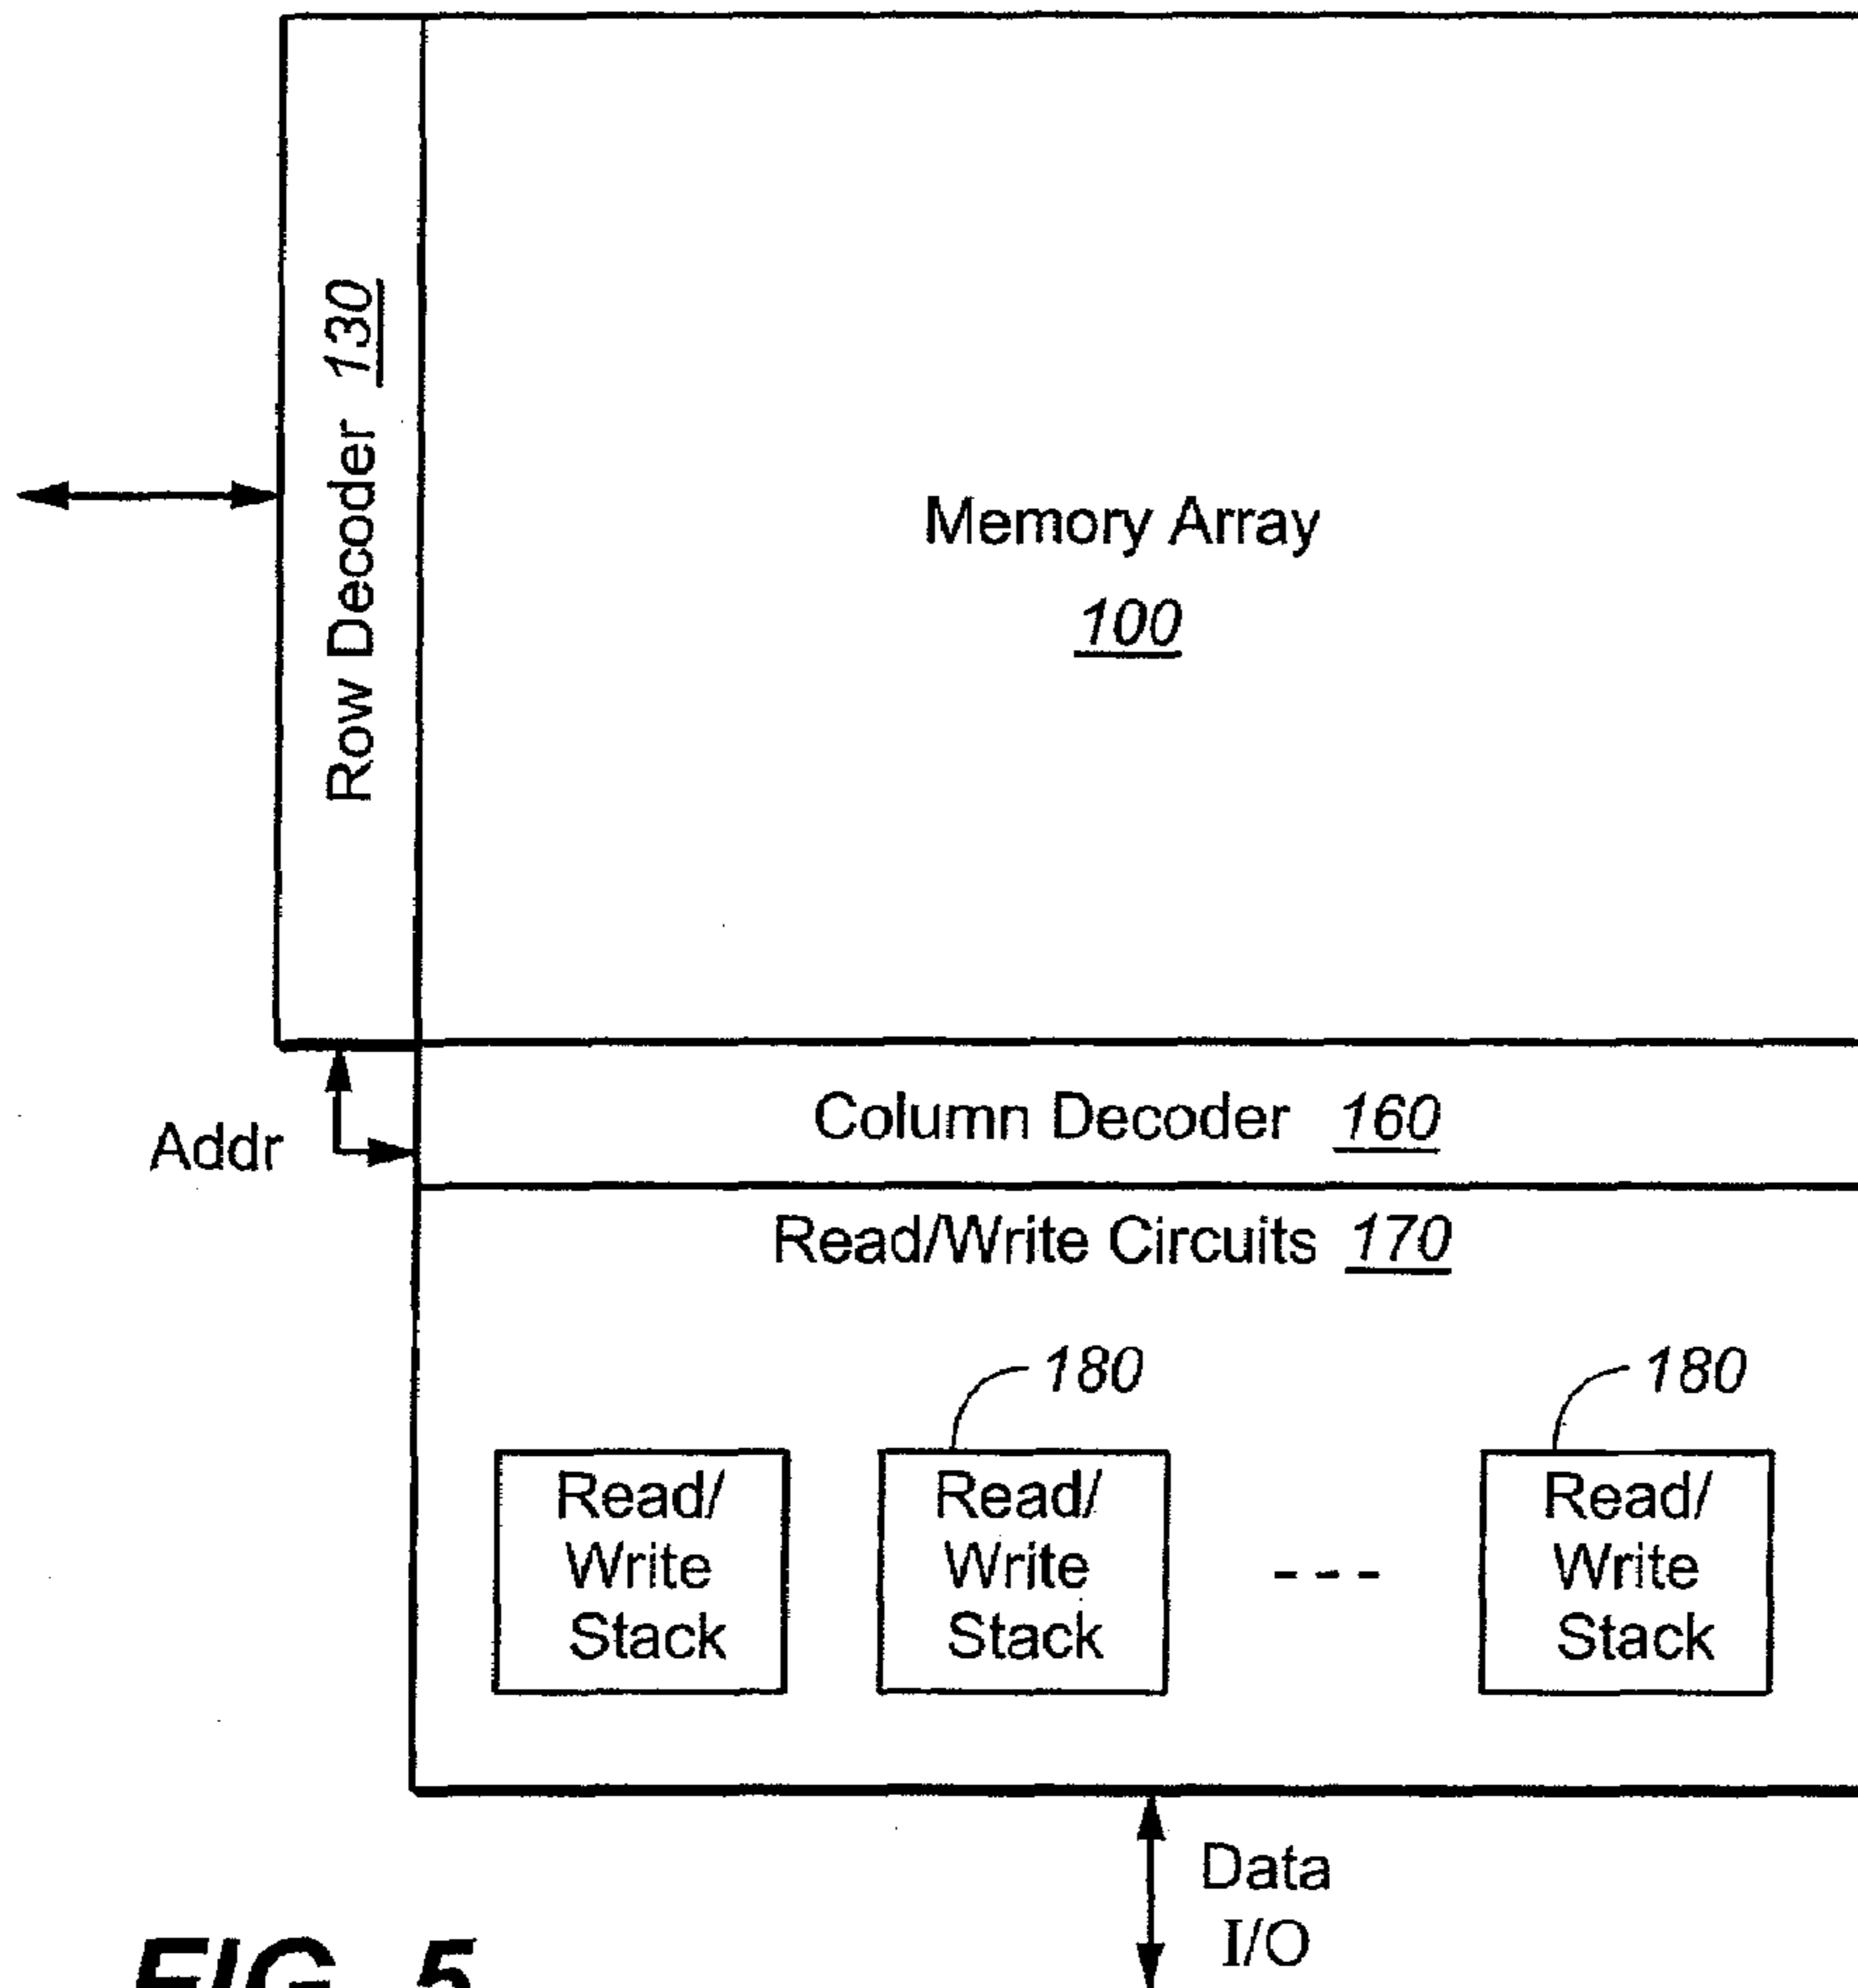 Row Decoder 130
Memory Array
100
Addr
Column Decoder 160
Read/Write Circuits 170
180
180
Read/
Write
Stack
Read/
Write
Stack
- - -
Read/
Write
Stack
Data
I/O
FIG. 5